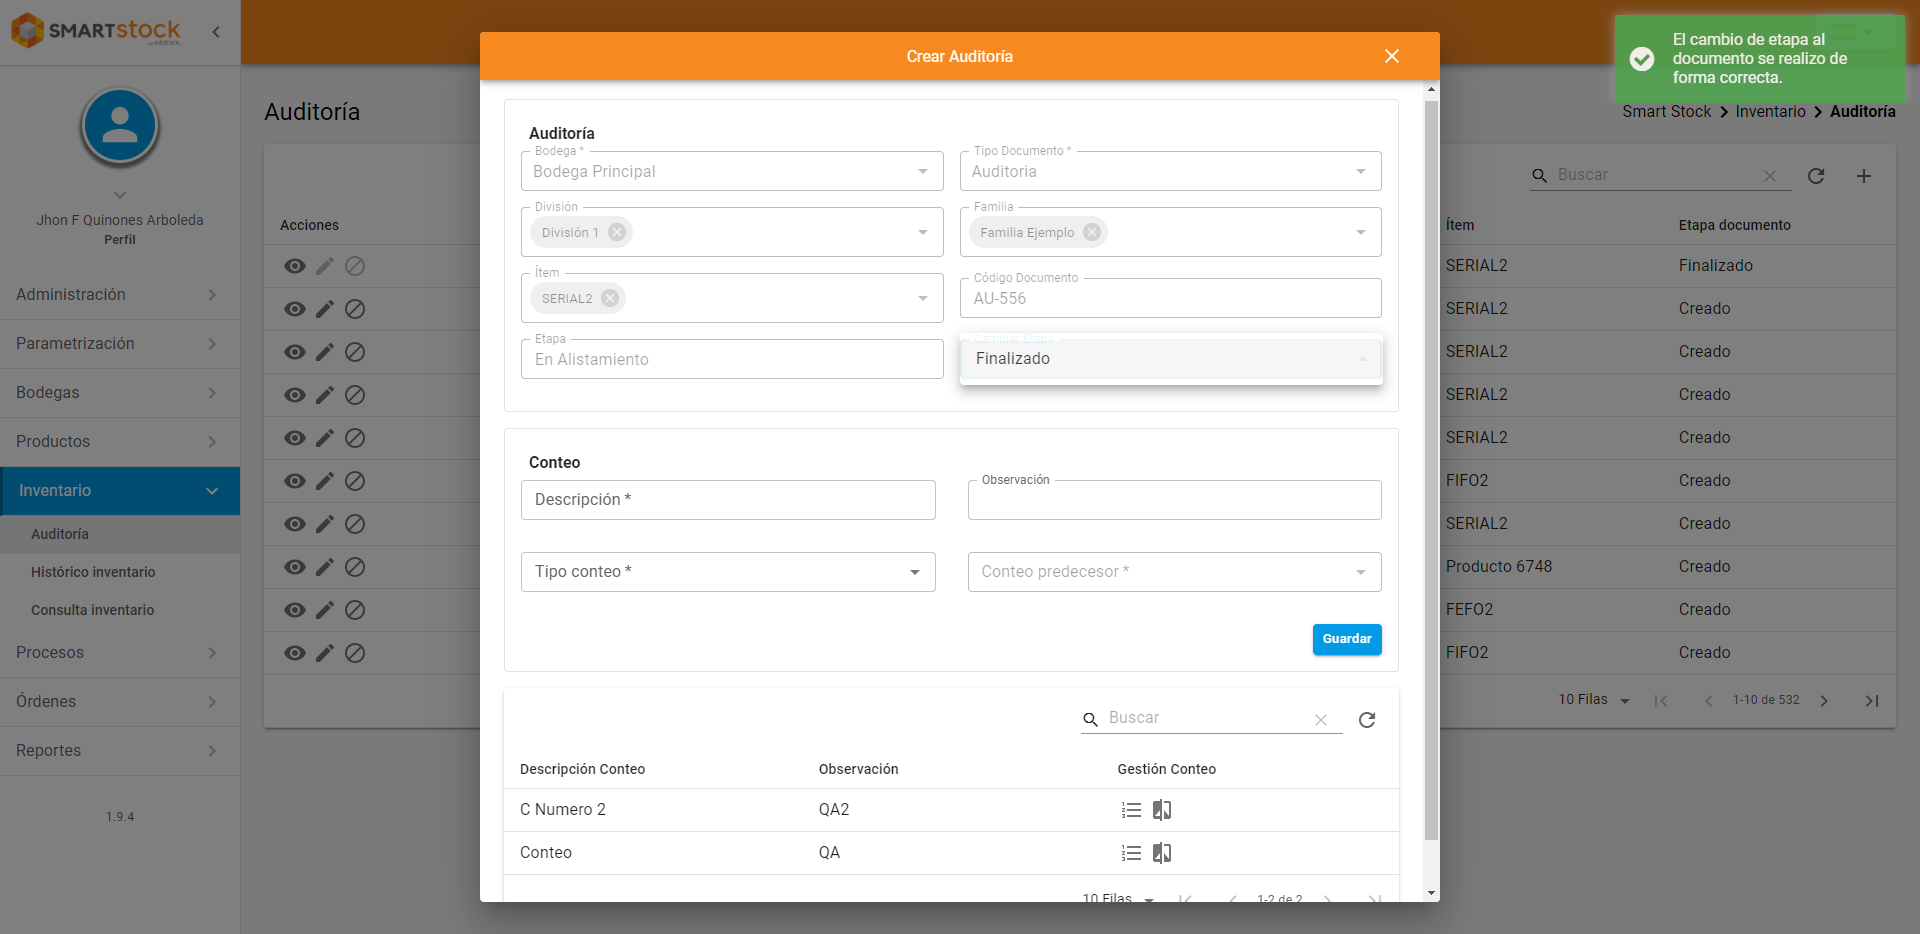 SMARTSTOCK
by infotrack
Jhon F Quinones Arboleda
Perfil
Administración
Parametrización
Bodegas
Productos
Inventario
Auditoría
Histórico inventario
Consulta inventario
Procesos
Órdenes
Reportes
1.9.4
Auditoría
Acciones
Crear Auditoría
Auditoría
Bodega *
Bodega Principal
Tipo Documento *
Auditoria
División
División 1
Familia
Familia Ejemplo
Ítem
SERIAL2
Código Documento
AU-556
Etapa
En Alistamiento
Cambiar Etapa
Finalizado
Conteo
Descripción *
Observación
Tipo conteo *
Conteo predecesor *
Guardar
Buscar
Descripción Conteo Observación Gestión Conteo
C Numero 2 QA2
Conteo QA
10 Filas 1-2 de 2
El cambio de etapa al
documento se realizo de
forma correcta.
Smart Stock > Inventario > Auditoría
Buscar
Ítem Etapa documento
SERIAL2 Finalizado
SERIAL2 Creado
SERIAL2 Creado
SERIAL2 Creado
SERIAL2 Creado
FIFO2 Creado
SERIAL2 Creado
Producto 6748 Creado
FEFO2 Creado
FIFO2 Creado
10 Filas 1-10 de 532